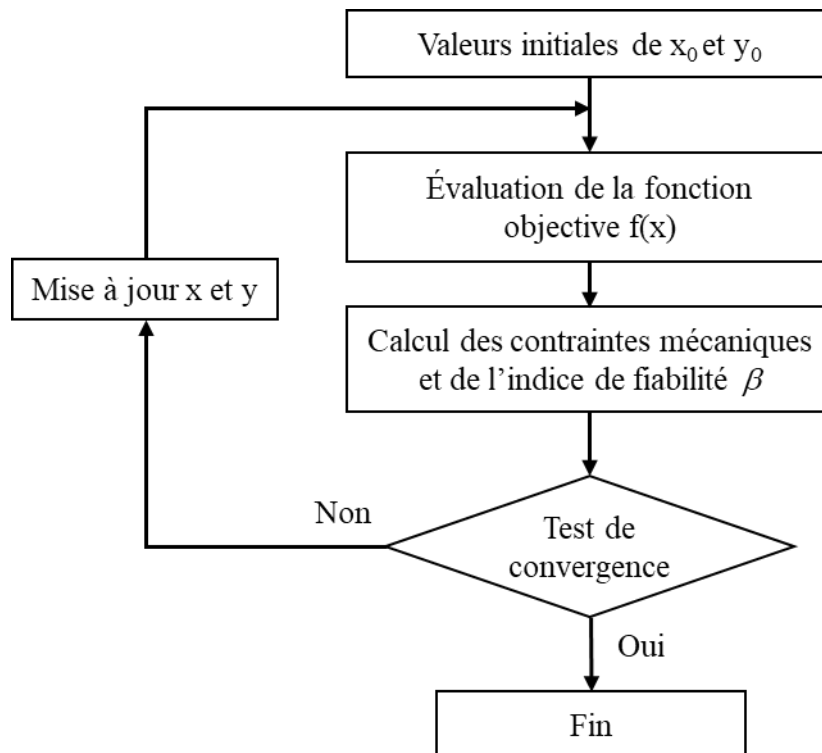 Valeurs initiales de x₀ et y₀
Évaluation de la fonction
objective f(x)
Mise à jour x et y
Calcul des contraintes mécaniques
et de l’indice de fiabilité β
Non
Test de
convergence
Oui
Fin